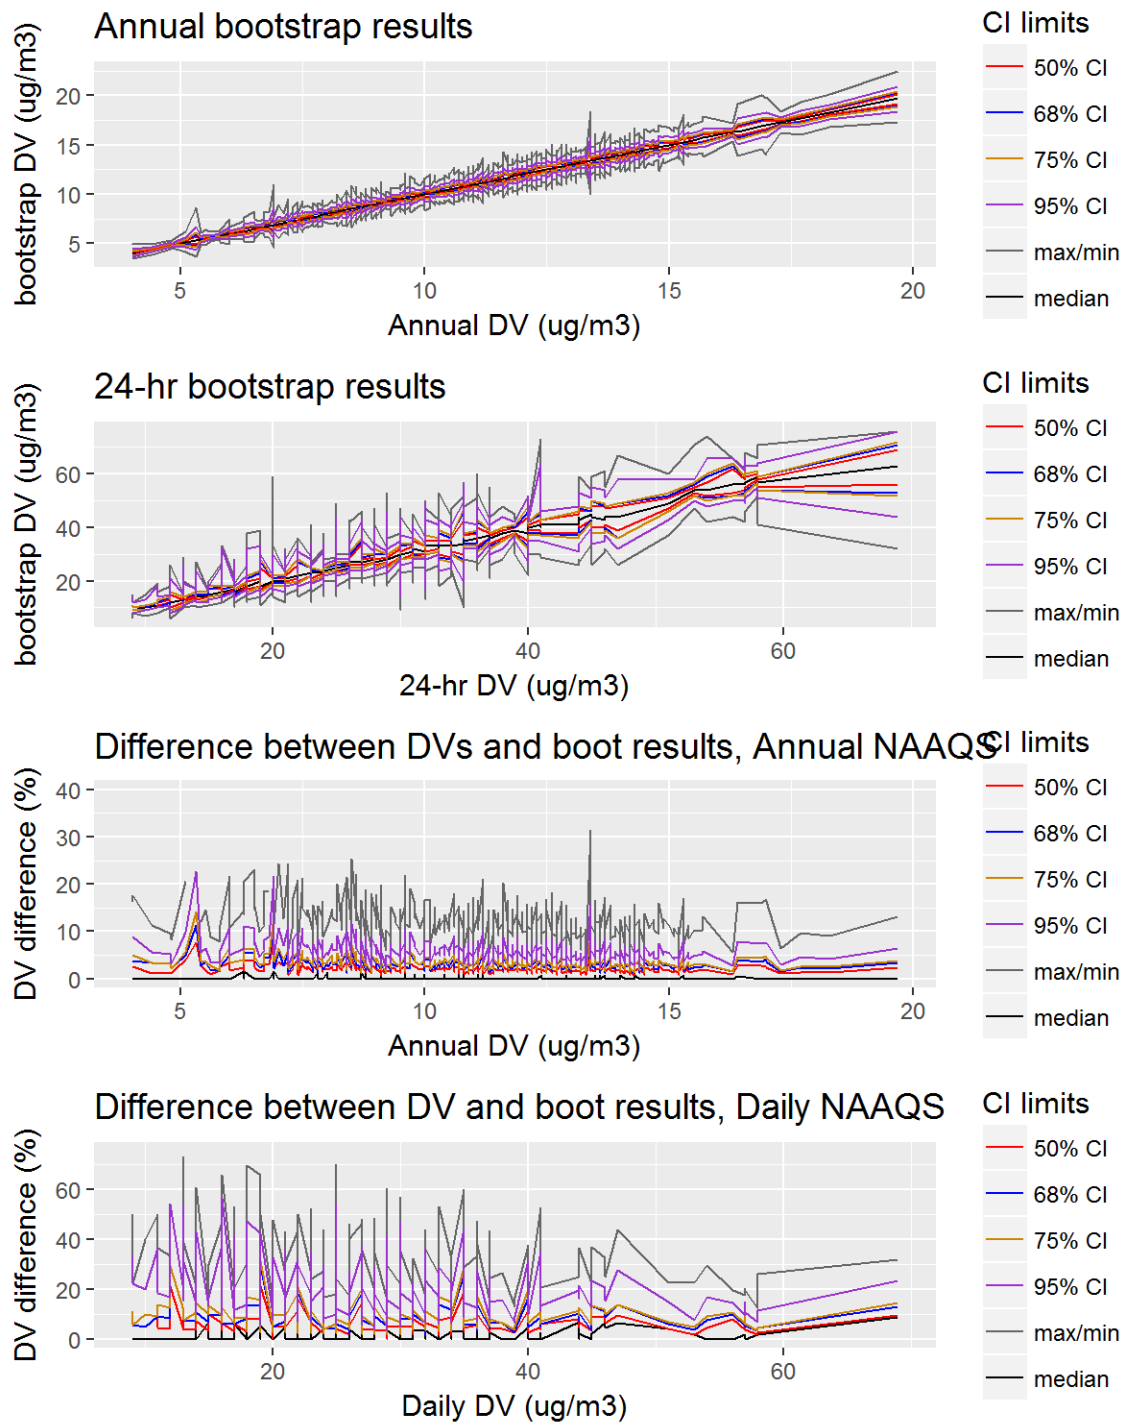 Annual bootstrap results
bootstrap DV (ug/m3)
20
15
10
5
5
10
15
20
Annual DV (ug/m3)
CI limits
50% CI
68% CI
75% CI
95% CI
max/min
median
24-hr bootstrap results
bootstrap DV (ug/m3)
60
40
20
20
40
60
24-hr DV (ug/m3)
CI limits
50% CI
68% CI
75% CI
95% CI
max/min
median
Difference between DVs and boot results, Annual NAAQS
DV difference (%)
40
30
20
10
0
5
10
15
20
Annual DV (ug/m3)
CI limits
50% CI
68% CI
75% CI
95% CI
max/min
median
Difference between DV and boot results, Daily NAAQS
DV difference (%)
60
40
20
0
20
40
60
Daily DV (ug/m3)
CI limits
50% CI
68% CI
75% CI
95% CI
max/min
median